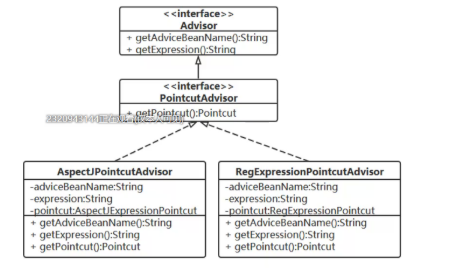 <<interface>>
Advisor
+ getAdviceBeanName():String
+ getExpression():String
<<interface>>
PointcutAdvisor
+ getPointcut():Pointcut
AspectJPointcutAdvisor
-adviceBeanName:String
-expression:String
-pointcut:AspectJExpressionPointcut
+ getAdviceBeanName():String
+ getExpression():String
+ getPointcut():Pointcut
RegExpressionPointcutAdvisor
-adviceBeanName:String
-expression:String
-pointcut:RegExpressionPointcut
+ getAdviceBeanName():String
+ getExpression():String
+ getPointcut():Pointcut